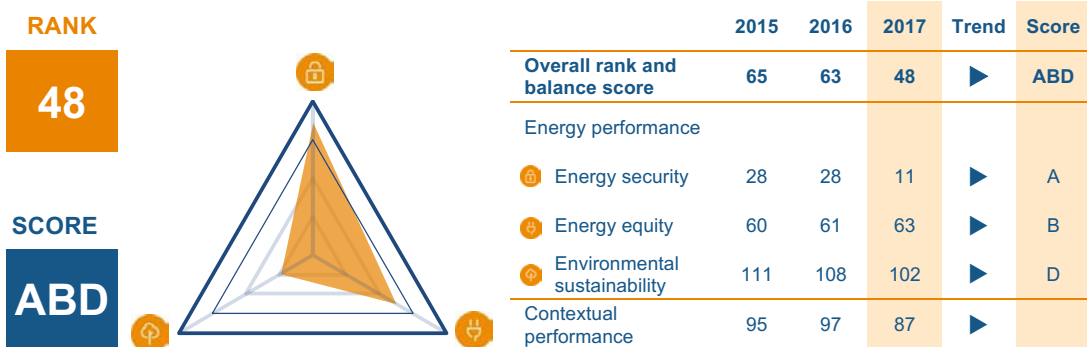 RANK
48
SCORE
ABD
2015 2016 2017 Trend Score
Overall rank and
balance score 65 63 48 ABD
Energy performance
Energy security 28 28 11 A
Energy equity 60 61 63 B
Environmental
sustainability 111 108 102 D
Contextual
performance 95 97 87